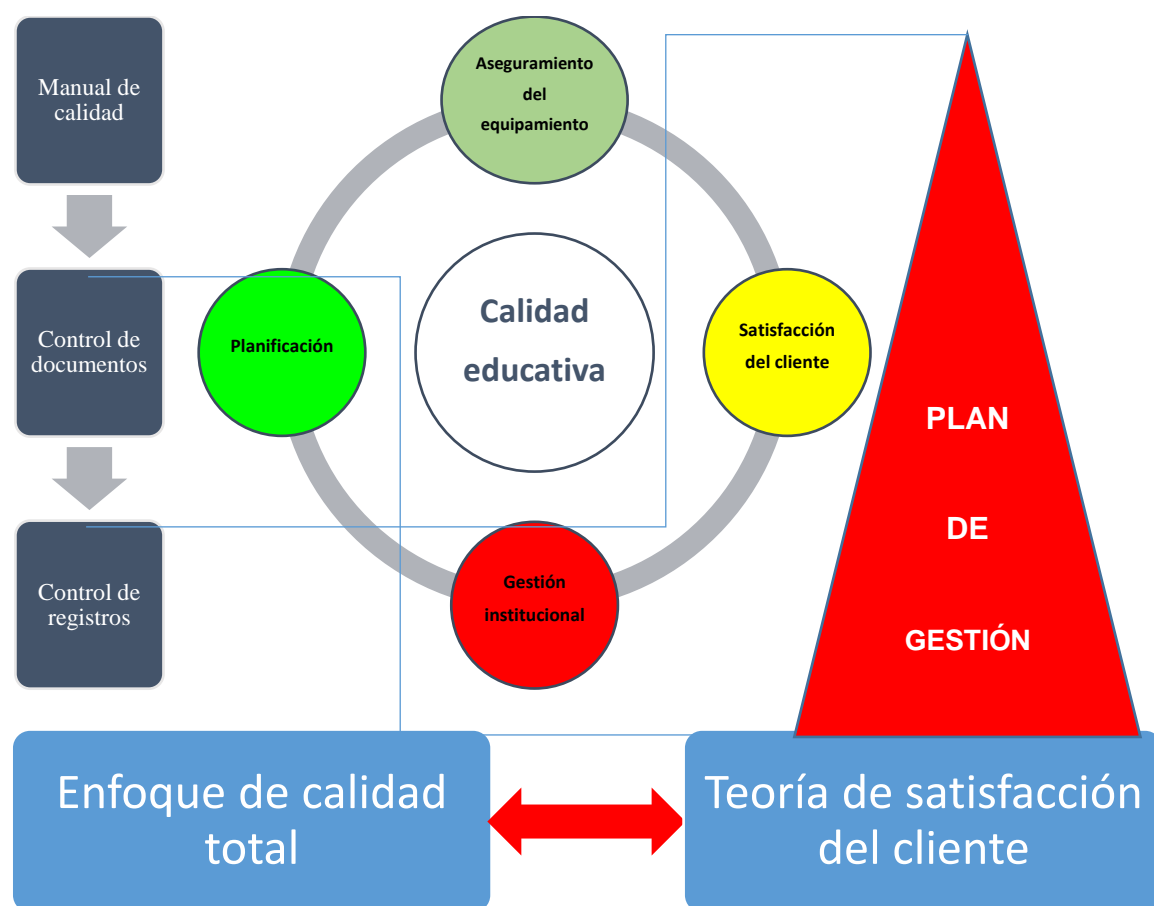 Manual de
calidad
Control de
documentos
Control de
registros
Aseguramiento
del
equipamiento
Planificación
Calidad
educativa
Satisfacción
del cliente
Gestión
institucional
PLAN
DE
GESTIÓN
Enfoque de calidad
total
Teoría de satisfacción
del cliente